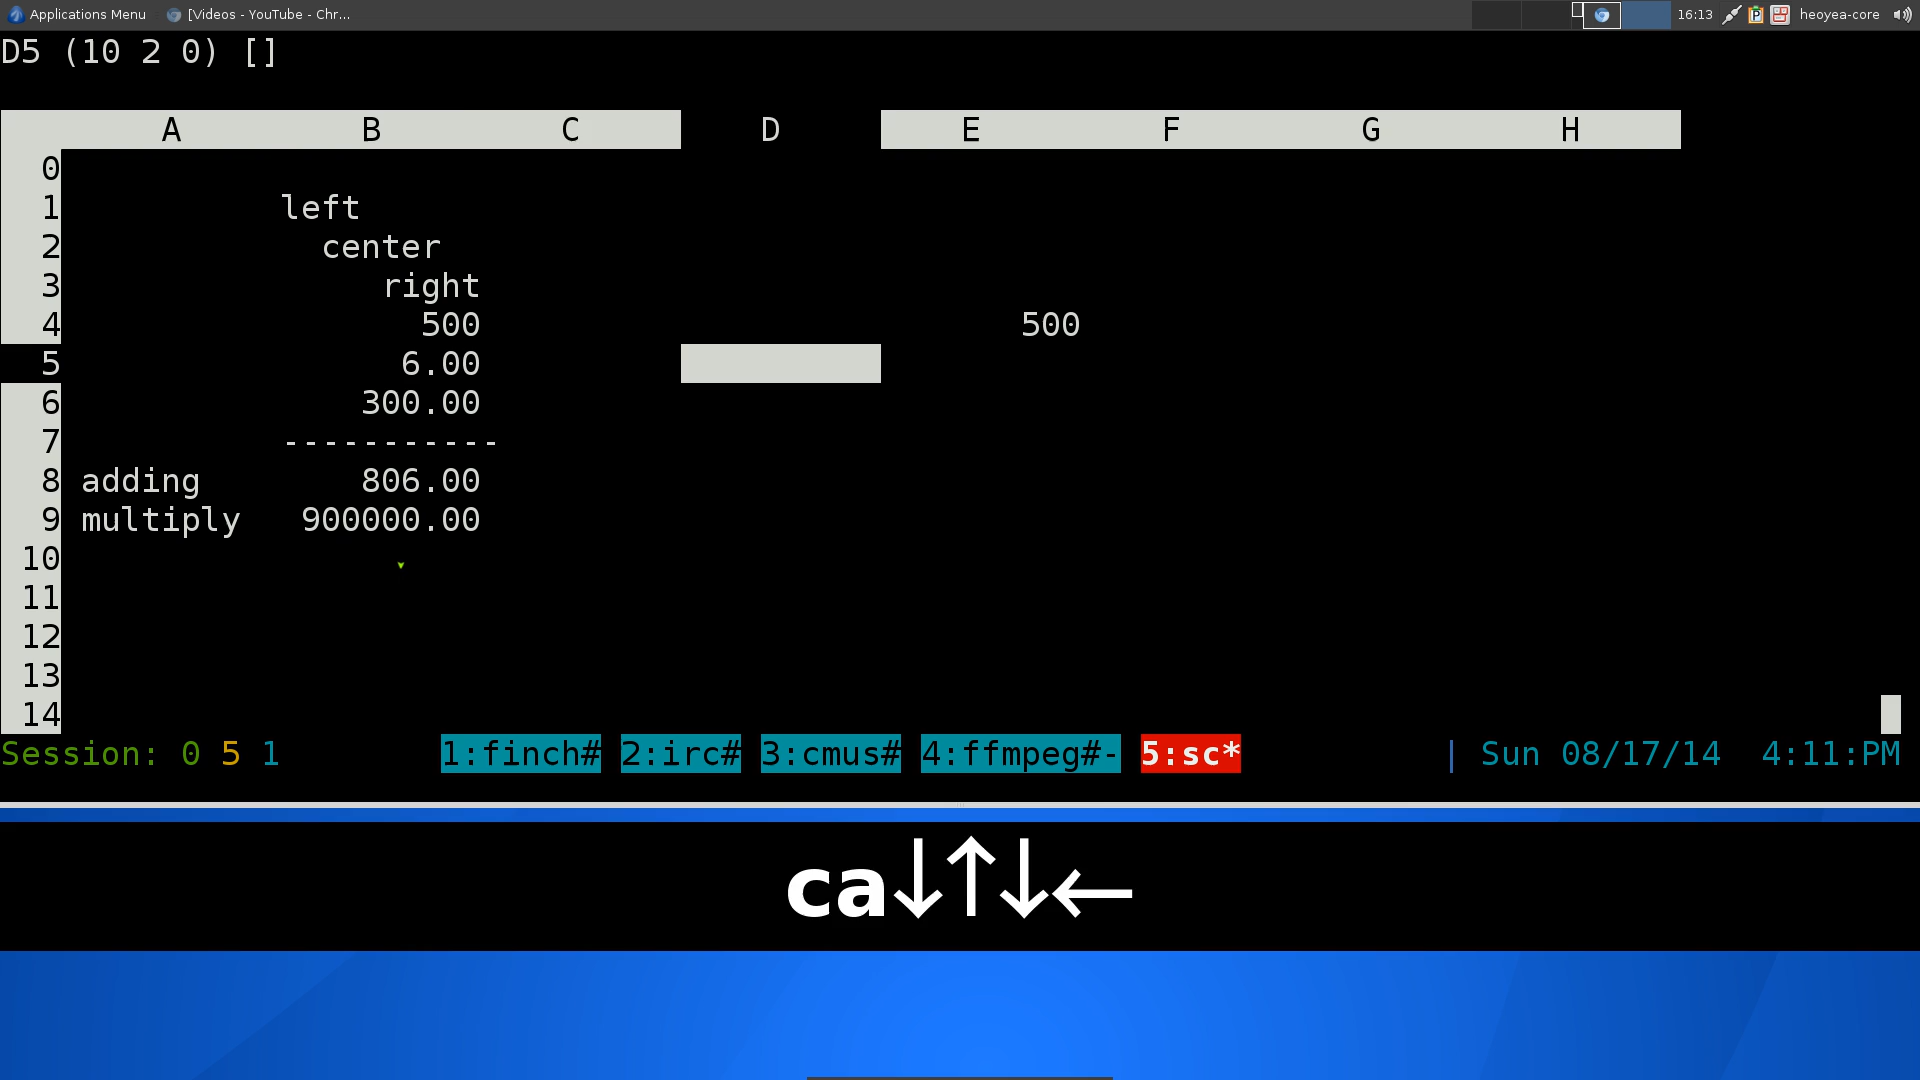 Applications Menu [Videos - YouTube - Chr... 16:13 heoyea-core
D5 (10 2 0) []
A B C D E F G H
0
1 left
2 center
3 right
4 500 500
5 6.00
6 300.00
7 -----------
8 adding 806.00
9 multiply 900000.00
10
11
12
13
14
Session: 0 5 1 1:finch# 2:irc# 3:cmus# 4:ffmpeg#- 5:sc* | Sun 08/17/14 4:11:PM
ca↓↑↓←